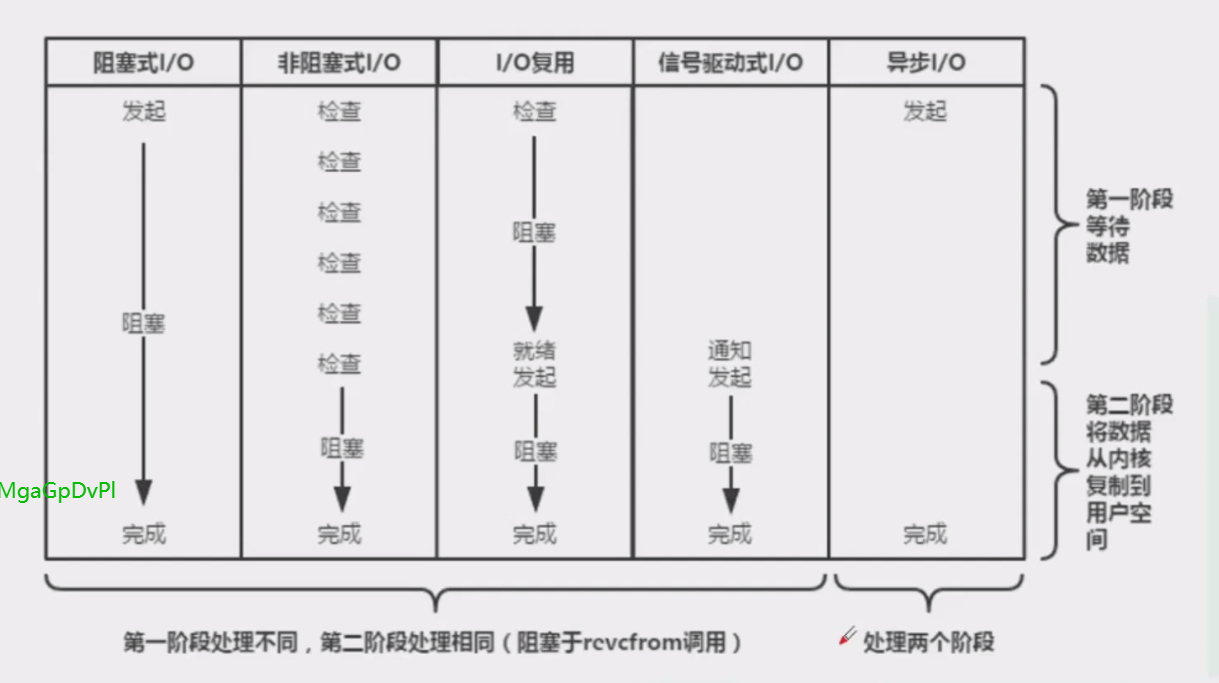 阻塞式I/O 非阻塞式I/O I/O复用 信号驱动式I/O 异步I/O
发起 检查 检查 发起
检查
检查 阻塞
检查
阻塞 检查
检查 就绪 通知
发起 发起
阻塞 阻塞 阻塞
完成 完成 完成 完成 完成
第一阶段
等待
数据
第二阶段
将数据
从内核
复制到
用户空
间
MgaGpDvPl
第一阶段处理不同，第二阶段处理相同（阻塞于revcfrom调用）
处理两个阶段